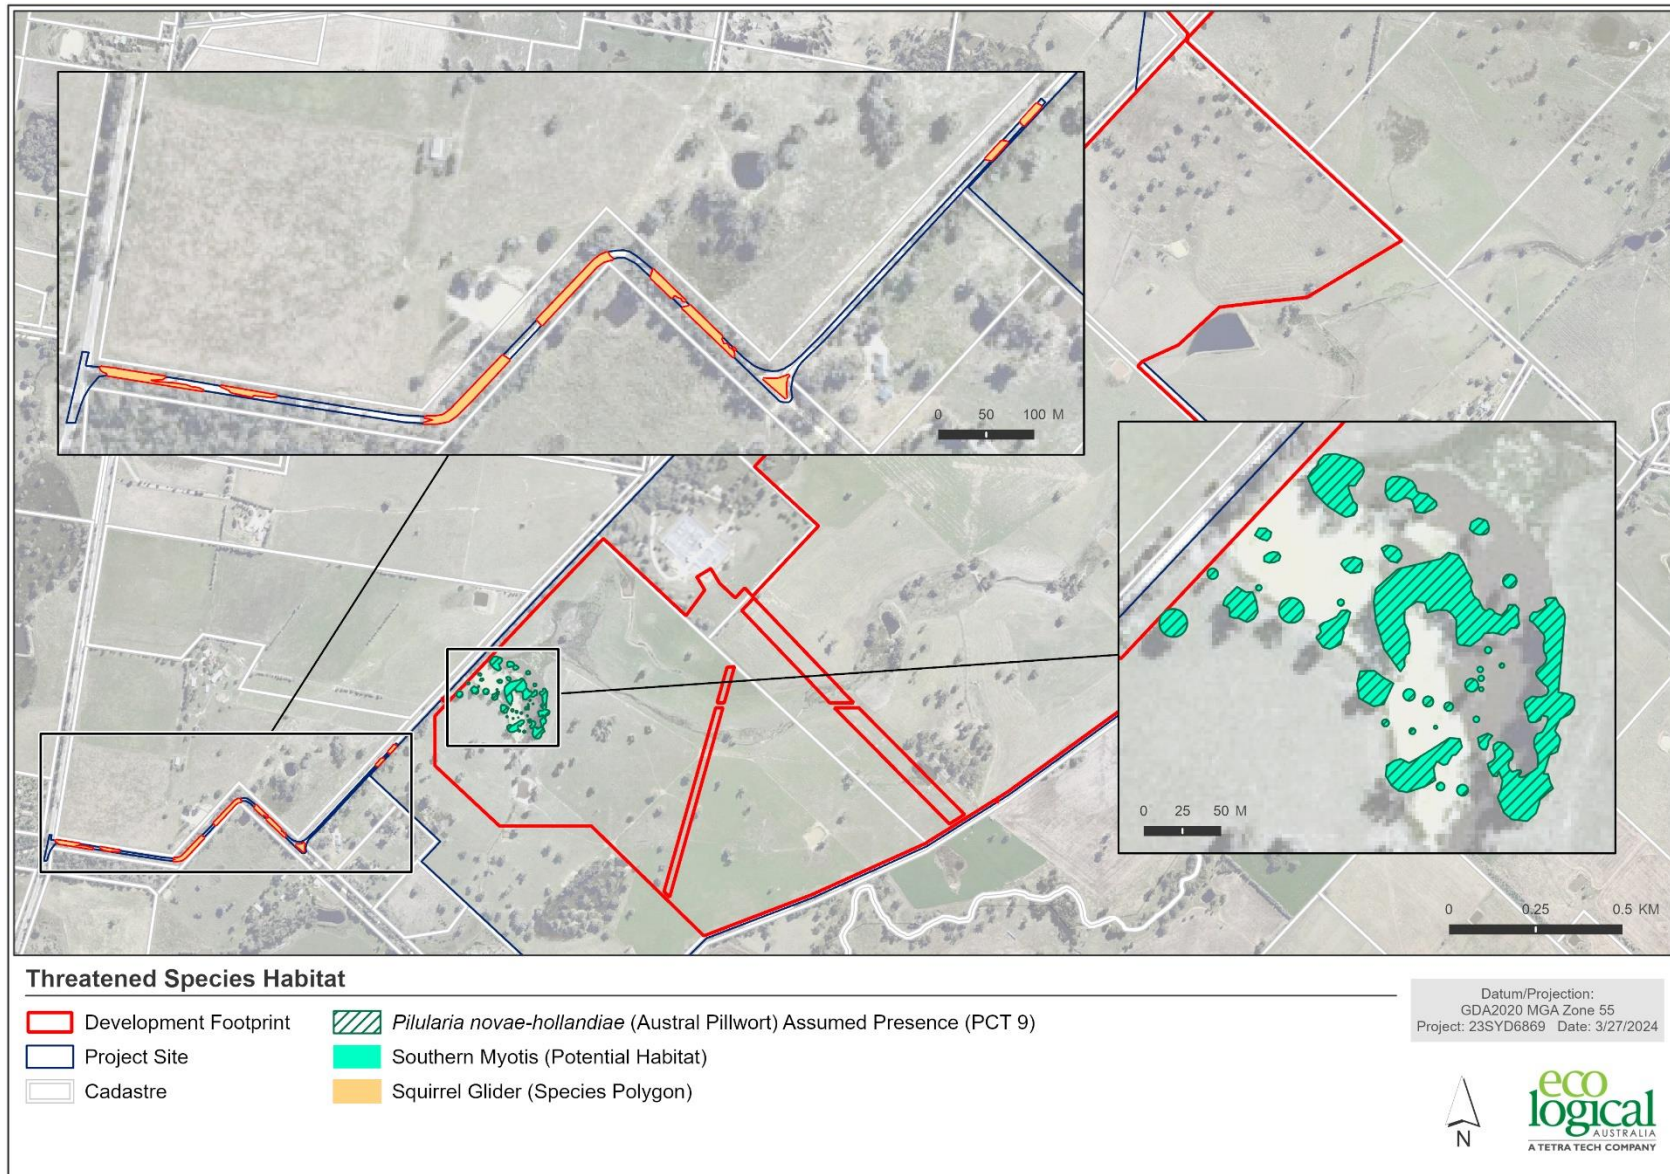 0 50 100 M
0 25 50 M
0 0.25 0.5 KM
Threatened Species Habitat
Development Footprint
Project Site
Cadastre
Pilularia novae-hollandiae (Austral Pillwort) Assumed Presence (PCT 9)
Southern Myotis (Potential Habitat)
Squirrel Glider (Species Polygon)
Datum/Projection:
GDA2020 MGA Zone 55
Project: 23SYD6869 Date: 3/27/2024
N
eco
logical
AUSTRALIA
A TETRA TECH COMPANY